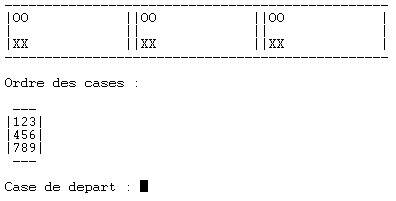 ------------------------------------------------
|OO            ||OO            ||OO            |
|              ||              ||              |
|XX            ||XX            ||XX            |
------------------------------------------------
Ordre des cases :
 ---
|123|
|456|
|789|
 ---
Case de depart :